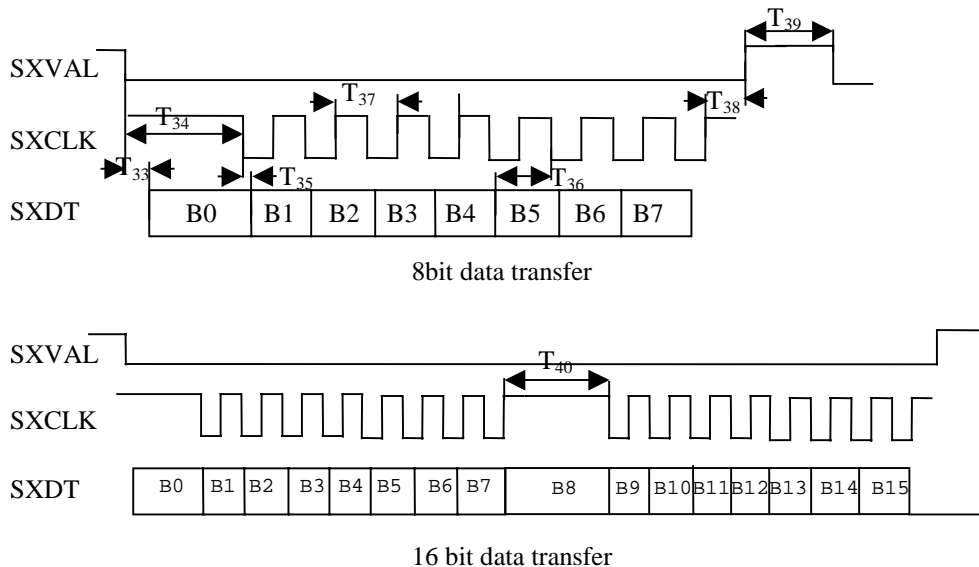 T39
SXVAL
T37
T38
T34
SXCLK
T33
T35
T36
SXDT B0 B1 B2 B3 B4 B5 B6 B7
8bit data transfer
SXVAL
T40
SXCLK
SXDT B0 B1 B2 B3 B4 B5 B6 B7 B8 B9 B10 B11 B12 B13 B14 B15
16 bit data transfer